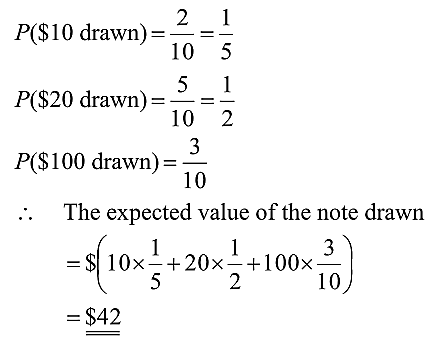 P($10 drawn) = 2/10 = 1/5
P($20 drawn) = 5/10 = 1/2
P($100 drawn) = 3/10
∴ The expected value of the note drawn
= $(10 × 1/5 + 20 × 1/2 + 100 × 3/10)
= $42